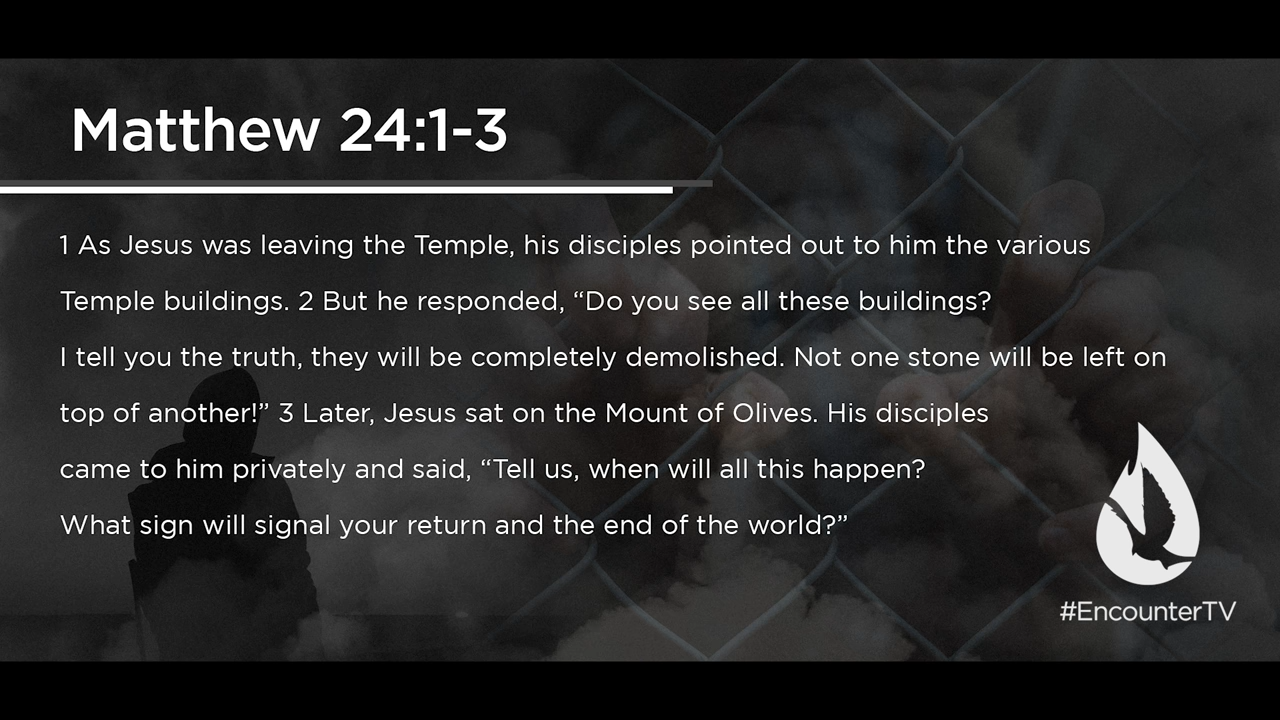 Matthew 24:1-3
1 As Jesus was leaving the Temple, his disciples pointed out to him the various
Temple buildings. 2 But he responded, “Do you see all these buildings?
I tell you the truth, they will be completely demolished. Not one stone will be left on
top of another!” 3 Later, Jesus sat on the Mount of Olives. His disciples
came to him privately and said, “Tell us, when will all this happen?
What sign will signal your return and the end of the world?”
#EncounterTV